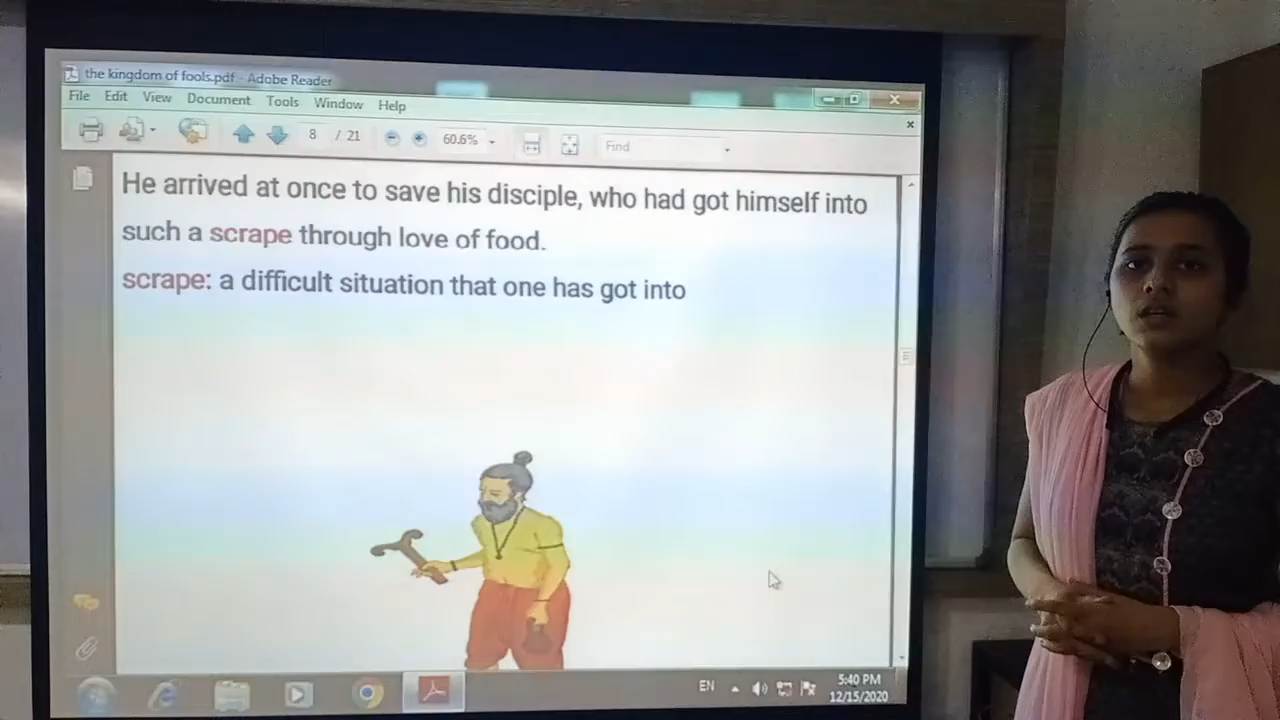 the kingdom of fools.pdf - Adobe Reader
File Edit View Document Tools Window Help
8 / 21 60.6% Find
He arrived at once to save his disciple, who had got himself into
such a scrape through love of food.
scrape: a difficult situation that one has got into
EN 5:40 PM
12/15/2020